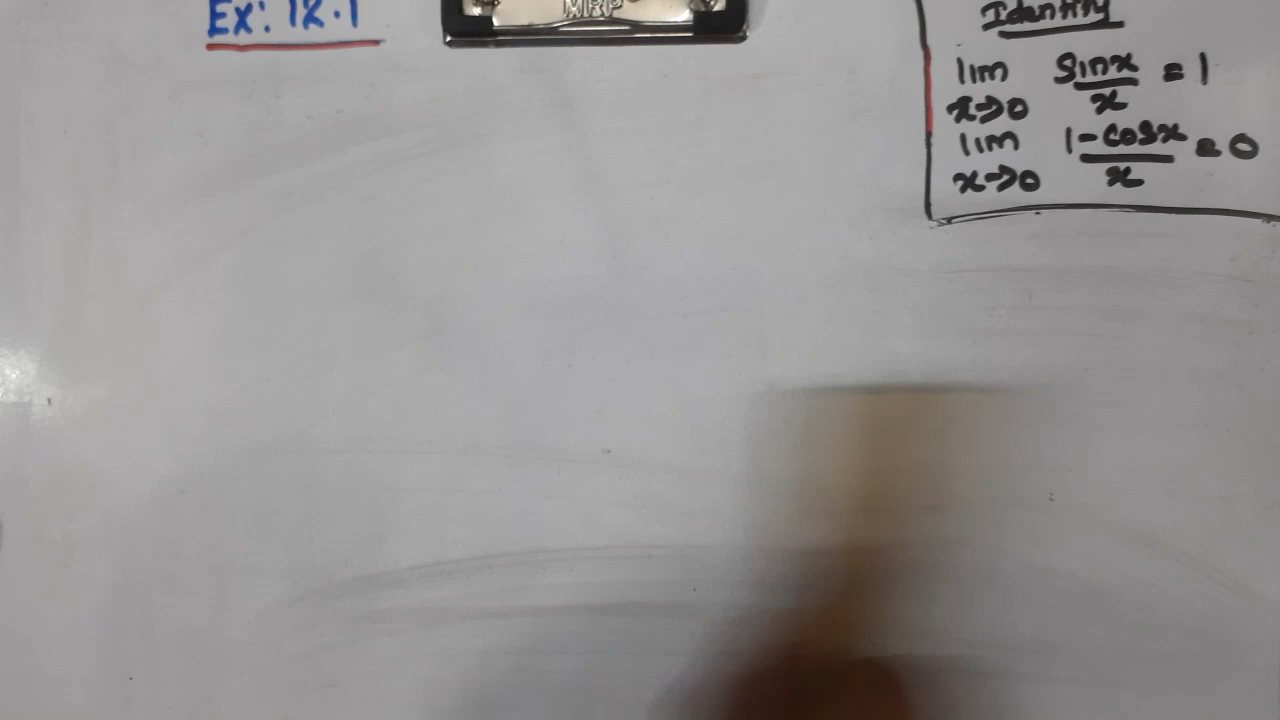 Ex: 12.1
MRP
Identity
lim sinx/x = 1
x→0
lim 1-cosx/x = 0
x→0